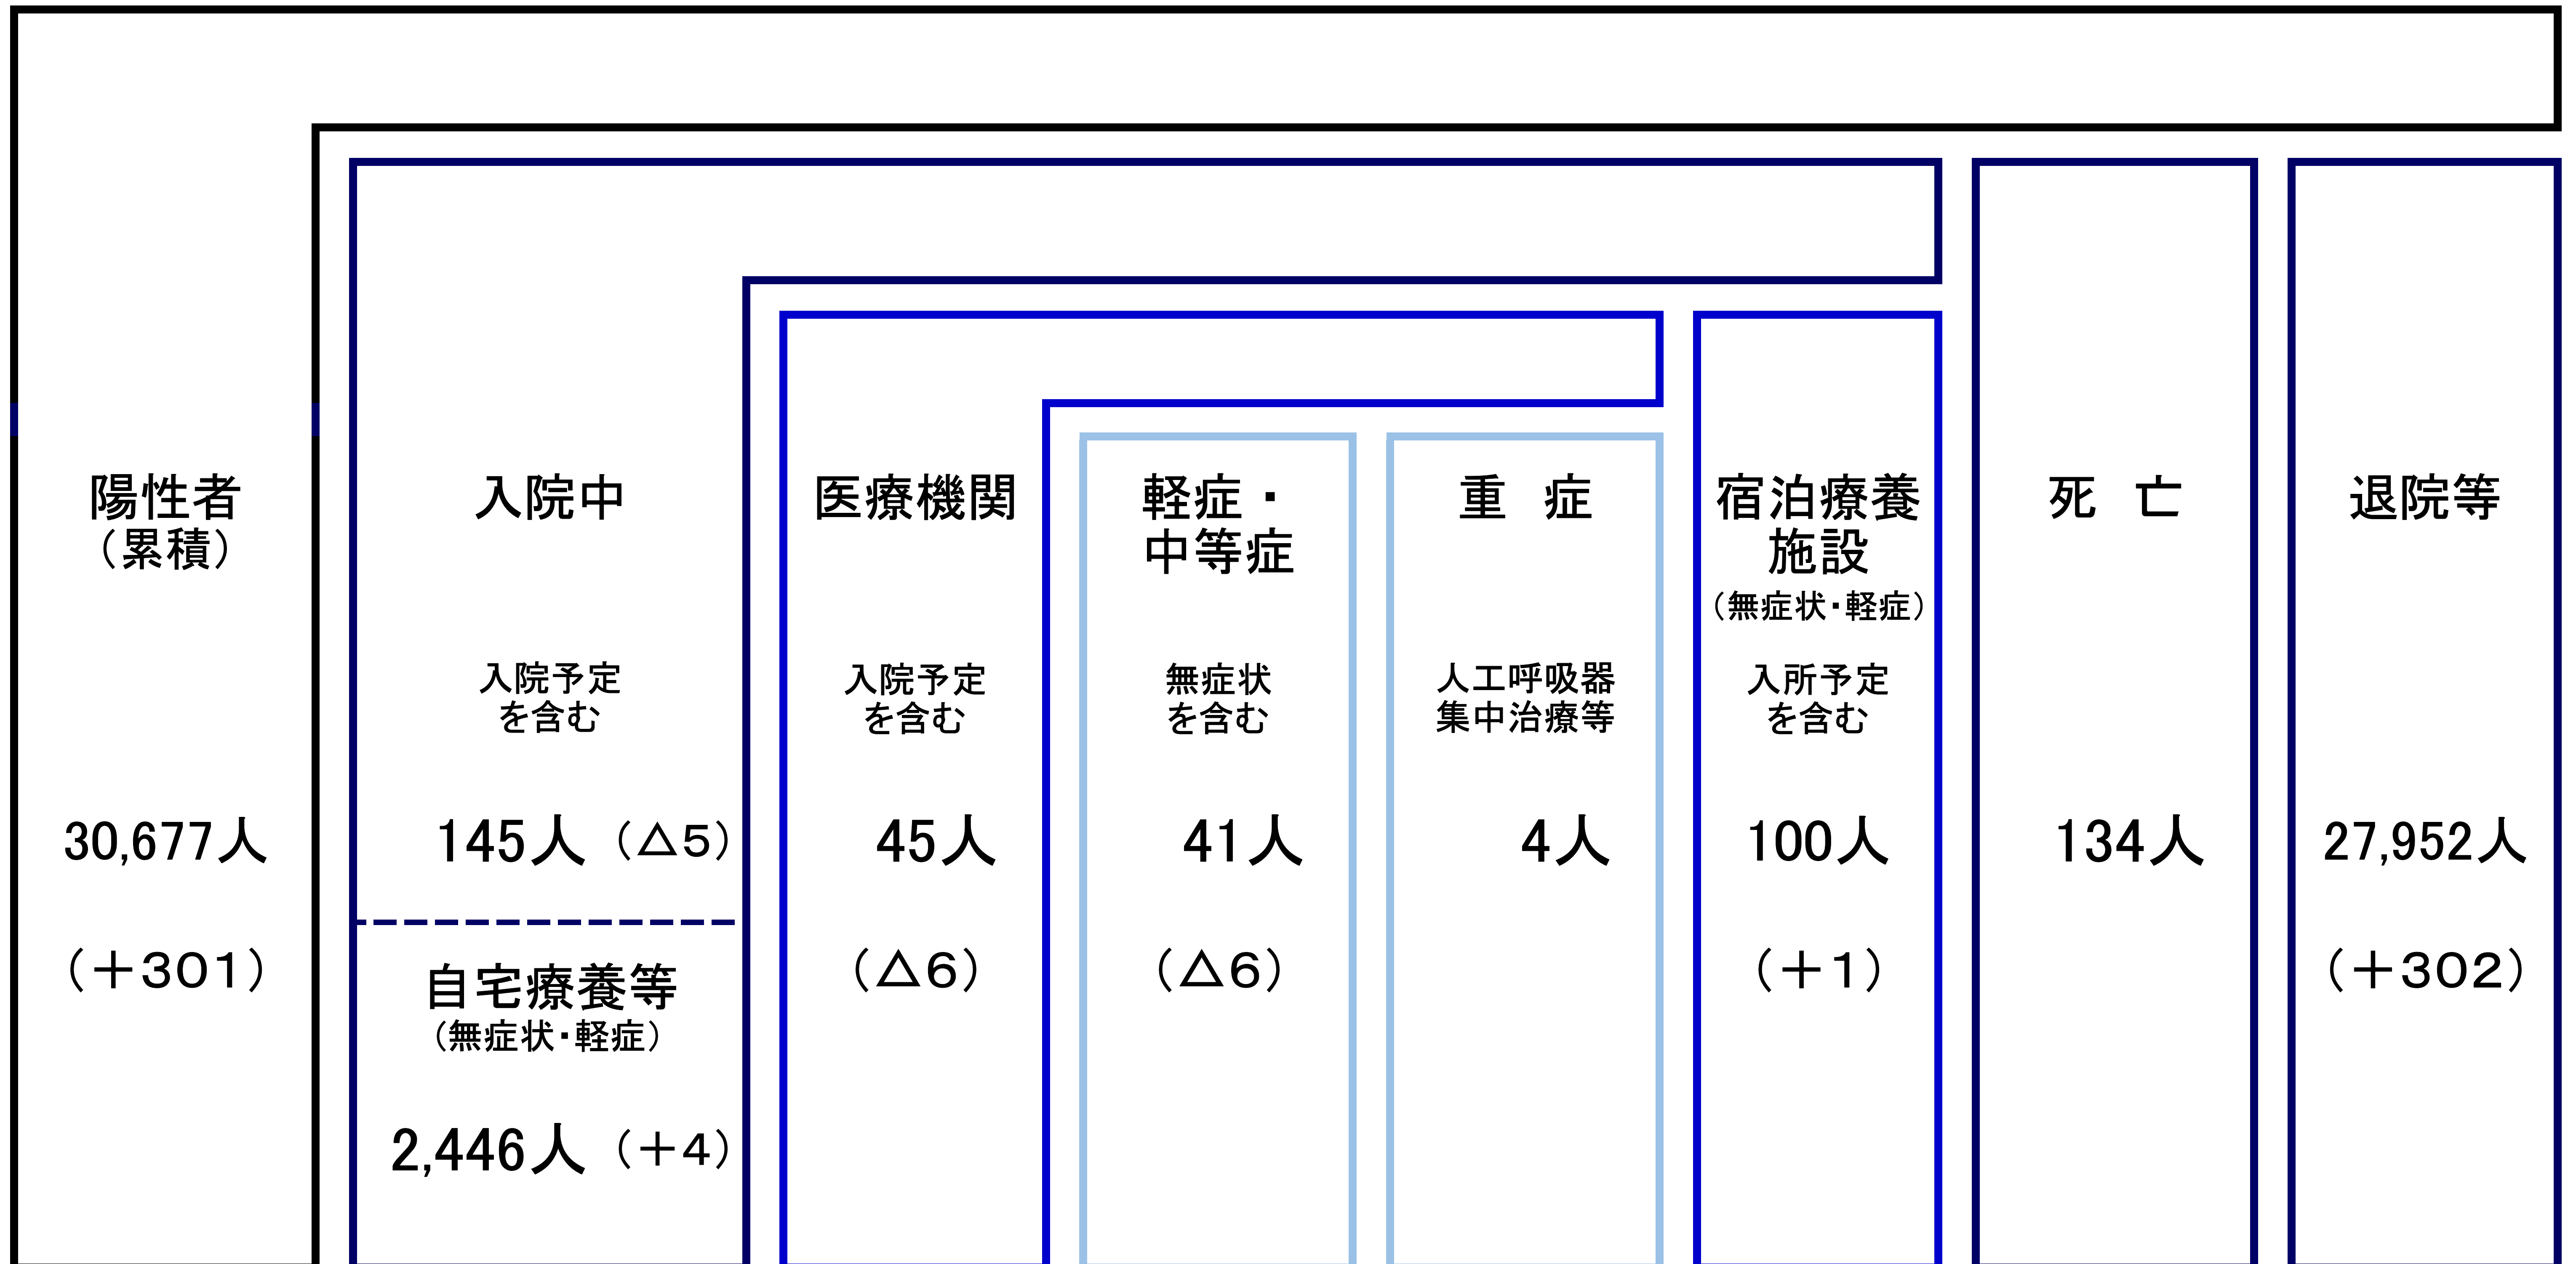 陽性者
（累積）
30,677人
（＋301）
入院中
入院予定
を含む
145人（△5）
自宅療養等
（無症状・軽症）
2,446人（＋4）
医療機関
入院予定
を含む
45人
（△6）
軽症・
中等症
無症状
を含む
41人
（△6）
重　症
人工呼吸器
集中治療等
4人
宿泊療養
施設
（無症状・軽症）
入所予定
を含む
100人
（＋1）
死　亡
134人
退院等
27,952人
（＋302）